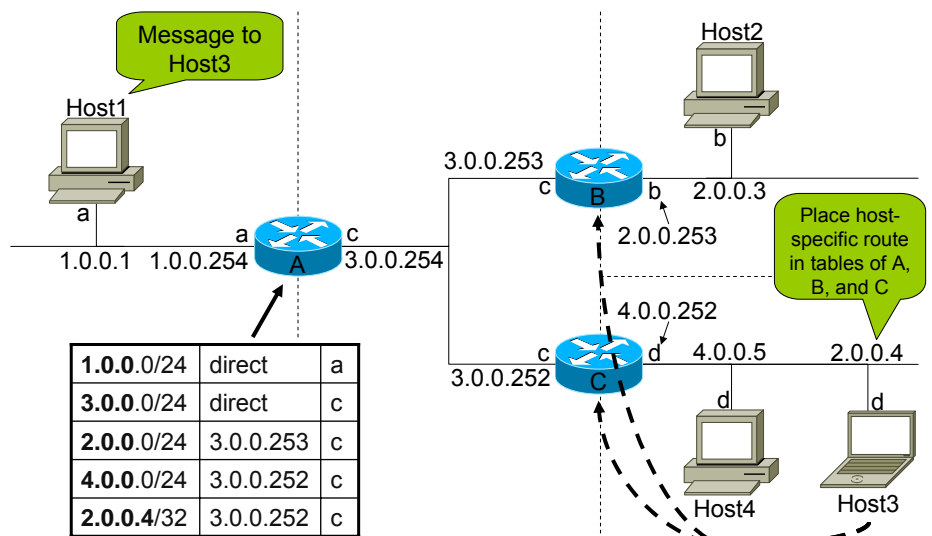 Message to
Host3
Host1
a
1.0.0.1
1.0.0.254
a
A
c
3.0.0.254
Host2
b
3.0.0.253
c
B
b
2.0.0.3
2.0.0.253
Place host-
specific route
in tables of A,
B, and C
4.0.0.252
c
3.0.0.252
C
d
4.0.0.5
2.0.0.4
d
d
Host4
Host3
1.0.0.0/24 direct a
3.0.0.0/24 direct c
2.0.0.0/24 3.0.0.253 c
4.0.0.0/24 3.0.0.252 c
2.0.0.4/32 3.0.0.252 c